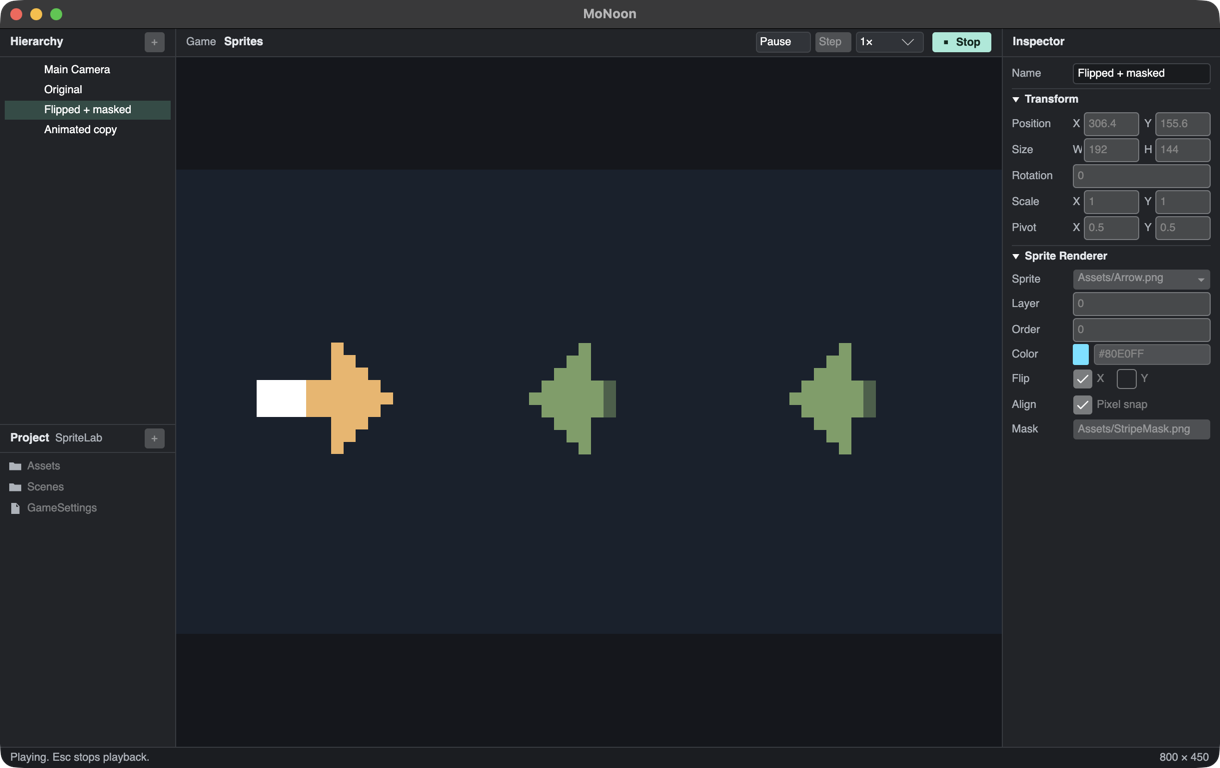 MoNoon
Hierarchy +
Game Sprites Pause Step 1× Stop
Inspector
Main Camera
Original
Flipped + masked
Animated copy
Project SpriteLab +
Assets
Scenes
GameSettings
Name Flipped + masked
Transform
Position X 306.4 Y 155.6
Size W 192 H 144
Rotation 0
Scale X 1 Y 1
Pivot X 0.5 Y 0.5
Sprite Renderer
Sprite Assets/Arrow.png
Layer 0
Order 0
Color #80E0FF
Flip X Y
Align Pixel snap
Mask Assets/StripeMask.png
Playing. Esc stops playback. 800 × 450